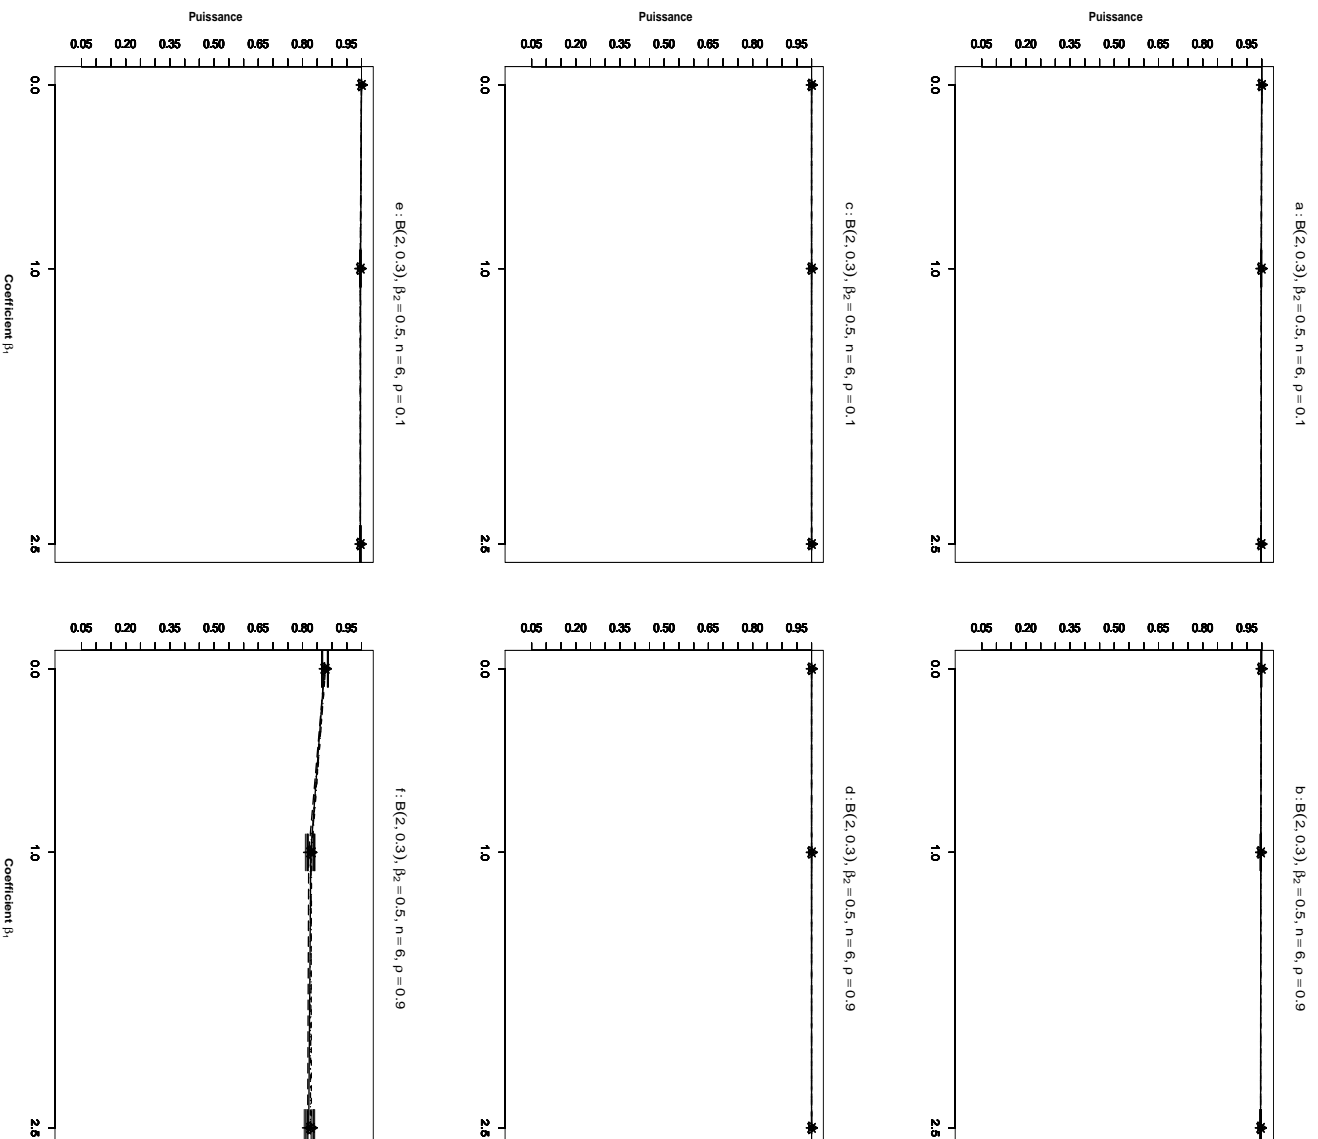 a : B(2, 0.3), β2 = 0.5, n = 6, ρ = 0.1
Puissance
0.05 0.20 0.35 0.50 0.65 0.80 0.95
0.0 1.0 2.5
b : B(2, 0.3), β2 = 0.5, n = 6, ρ = 0.9
0.05 0.20 0.35 0.50 0.65 0.80 0.95
0.0 1.0 2.5
c : B(2, 0.3), β2 = 0.5, n = 6, ρ = 0.1
Puissance
0.05 0.20 0.35 0.50 0.65 0.80 0.95
0.0 1.0 2.5
d : B(2, 0.3), β2 = 0.5, n = 6, ρ = 0.9
0.05 0.20 0.35 0.50 0.65 0.80 0.95
0.0 1.0 2.5
e : B(2, 0.3), β2 = 0.5, n = 6, ρ = 0.1
Puissance
0.05 0.20 0.35 0.50 0.65 0.80 0.95
0.0 1.0 2.5
Coefficient β1
f : B(2, 0.3), β2 = 0.5, n = 6, ρ = 0.9
0.05 0.20 0.35 0.50 0.65 0.80 0.95
0.0 1.0 2.5
Coefficient β1